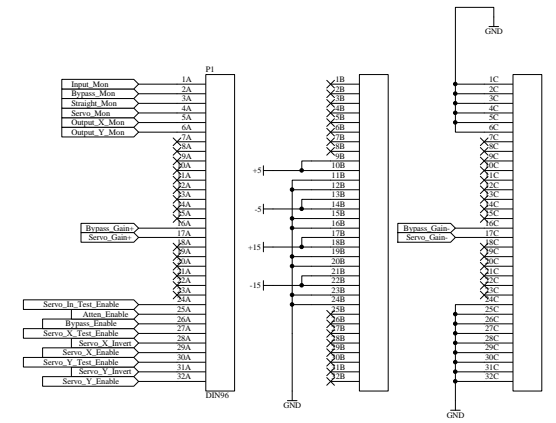 GND
P1
Input_Mon 1A
Bypass_Mon 2A
Straight_Mon 3A
Servo_Mon 4A
Output_X_Mon 5A
Output_Y_Mon 6A
7A
8A
9A
10A
11A
12A
13A
14A
15A
Bypass_Gain+ 16A
Servo_Gain+ 17A
18A
19A
20A
21A
22A
23A
Servo_In_Test_Enable 24A
Atten_Enable 25A
Bypass_Enable 26A
Servo_X_Test_Enable 27A
Servo_X_Invert 28A
Servo_X_Enable 29A
Servo_Y_Test_Enable 30A
Servo_Y_Invert 31A
Servo_Y_Enable 32A
DIN96
1B
2B
3B
4B
5B
6B
7B
8B
9B
+5 10B
11B
12B
13B
-5 14B
15B
16B
17B
+15 18B
19B
20B
21B
-15 22B
23B
24B
25B
26B
27B
28B
29B
30B
31B
32B
GND
1C
2C
3C
4C
5C
6C
7C
8C
9C
10C
11C
12C
13C
14C
15C
Bypass_Gain- 16C
Servo_Gain- 17C
18C
19C
20C
21C
22C
23C
24C
25C
26C
27C
28C
29C
30C
31C
32C
GND